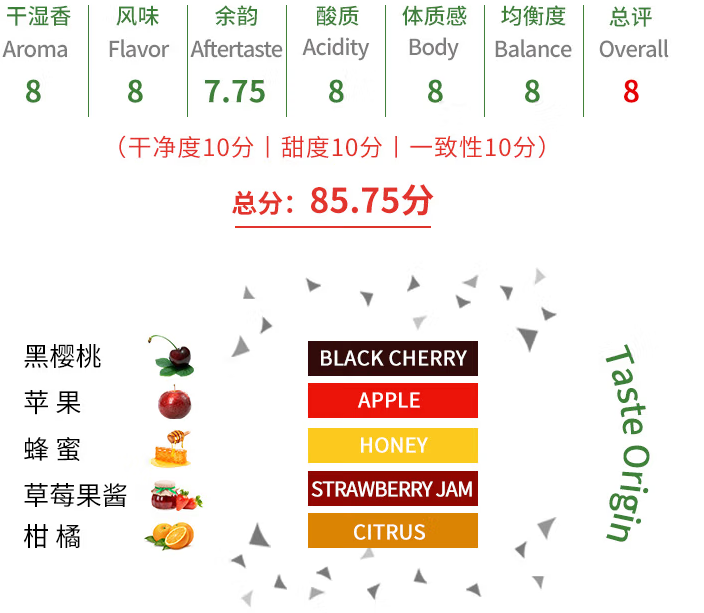 干湿香 风味 余韵 酸质 体质感 均衡度 总评
Aroma Flavor Aftertaste Acidity Body Balance Overall
8 8 7.75 8 8 8 8
（干净度10分丨甜度10分丨一致性10分）
总分：85.75分
黑樱桃 BLACK CHERRY
苹 果 APPLE
蜂 蜜 HONEY
草莓果酱 STRAWBERRY JAM
柑 橘 CITRUS
Taste Origin